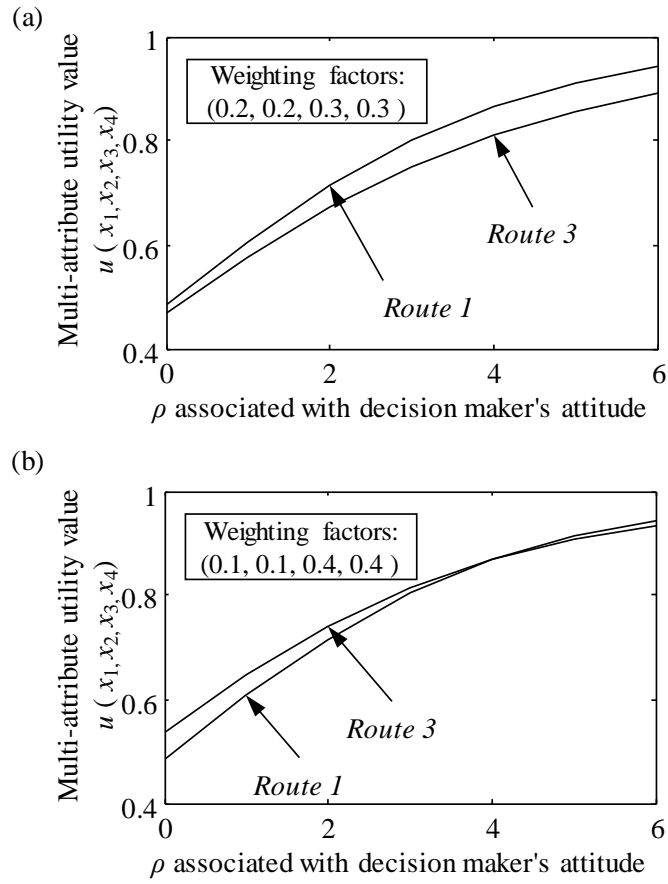 (a)
Multi-attribute utility value
u ( x₁, x₂, x₃, x₄)
1
0.8
0.6
0.4
Weighting factors:
(0.2, 0.2, 0.3, 0.3 )
Route 3
Route 1
0
2
4
6
ρ associated with decision maker's attitude
(b)
Multi-attribute utility value
u ( x₁, x₂, x₃, x₄)
1
0.8
0.6
0.4
Weighting factors:
(0.1, 0.1, 0.4, 0.4 )
Route 3
Route 1
0
2
4
6
ρ associated with decision maker's attitude